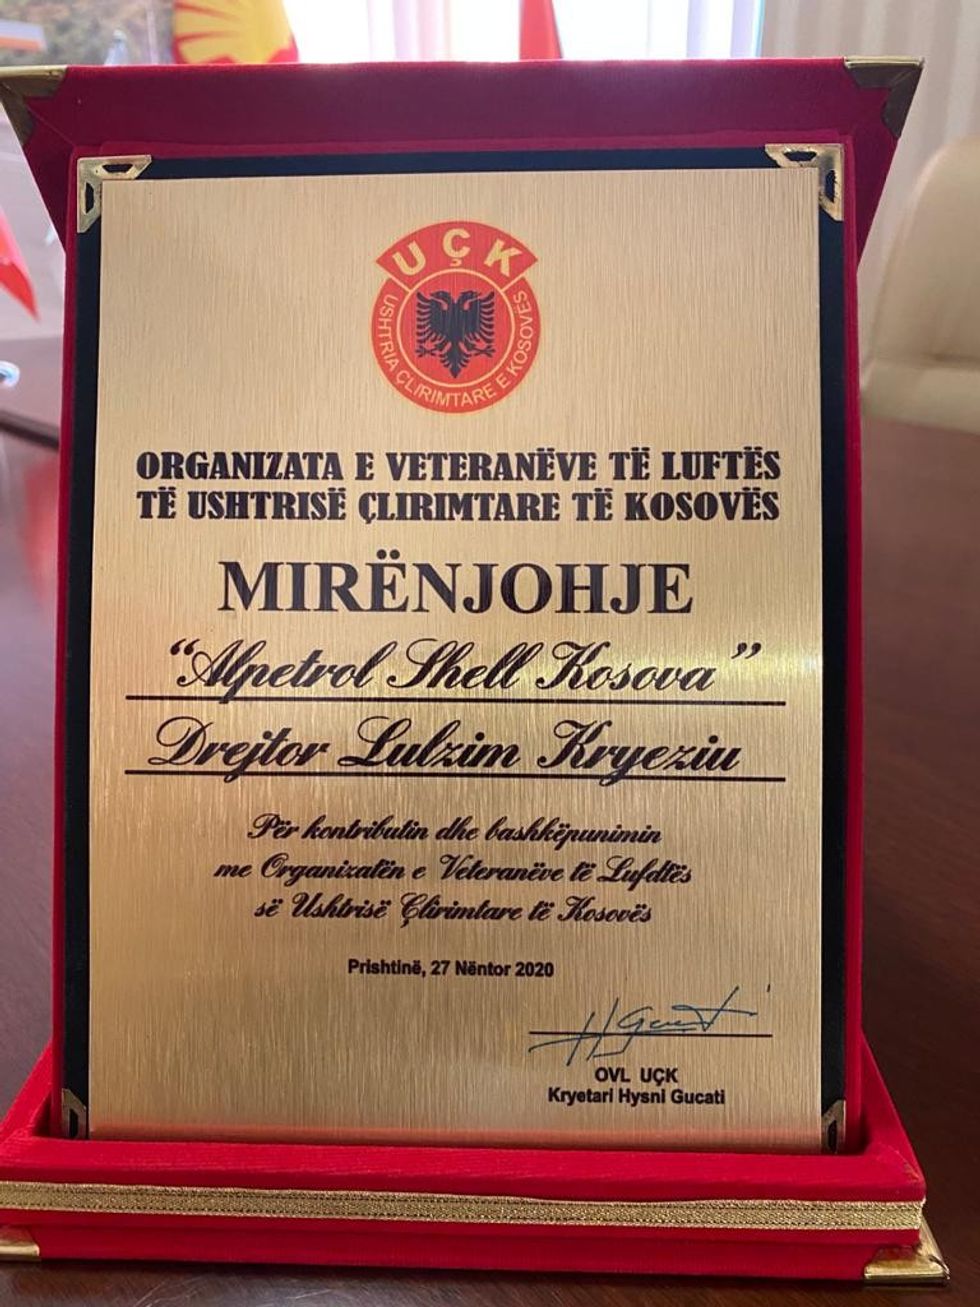 UÇK
USHTRIA ÇLIRIMTARE E KOSOVËS
ORGANIZATA E VETERANËVE TË LUFTËS
TË USHTRISË ÇLIRIMTARE TË KOSOVËS
MIRËNJOHJE
“Alpetrol Shell Kosova”
Drejtor Lulzim Kryeziu
Për kontributin dhe bashkëpunimin
me Organizatën e Veteranëve të Lufdtës
së Ushtrisë Çlirimtare të Kosovës
Prishtinë, 27 Nëntor 2020
OVL UÇK
Kryetari Hysni Gucati